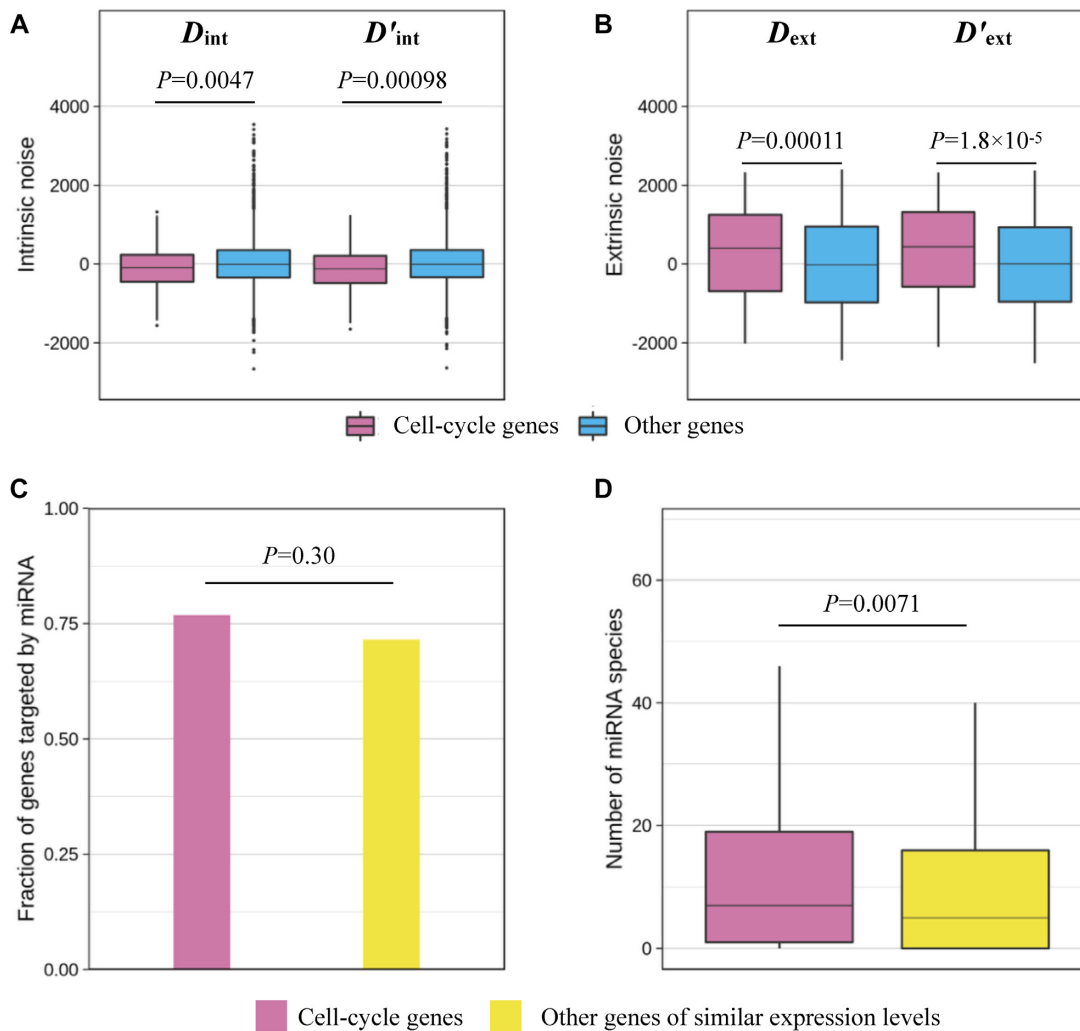 A
D_int D'_int
P=0.0047 P=0.00098
Intrinsic noise
4000
2000
0
-2000
B
D_ext D'_ext
P=0.00011 P=1.8×10⁻⁵
Extrinsic noise
4000
2000
0
-2000
Cell-cycle genes Other genes
C
P=0.30
Fraction of genes targeted by miRNA
1.00
0.75
0.50
0.25
0.00
D
P=0.0071
Number of miRNA species
60
40
20
0
Cell-cycle genes Other genes of similar expression levels